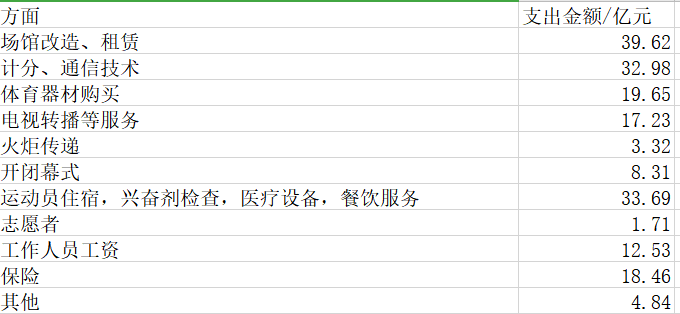 方面 支出金额/亿元
场馆改造、租赁 39.62
计分、通信技术 32.98
体育器材购买 19.65
电视转播等服务 17.23
火炬传递 3.32
开闭幕式 8.31
运动员住宿，兴奋剂检查，医疗设备，餐饮服务 33.69
志愿者 1.71
工作人员工资 12.53
保险 18.46
其他 4.84